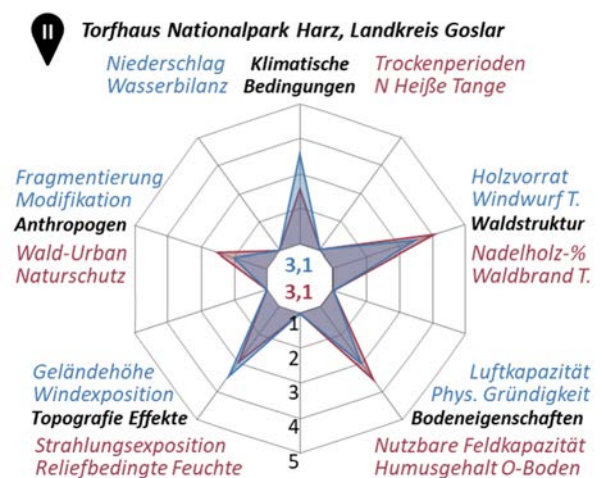 II Torfhaus Nationalpark Harz, Landkreis Goslar
Niederschlag Klimatische Trockenperioden
Wasserbilanz Bedingungen N Heiße Tange
Fragmentierung
Modifikation
Anthropogen
Wald-Urban
Naturschutz
Holzvorrat
Windwurf T.
Waldstruktur
Nadelholz-%
Waldbrand T.
3,1
3,1
1
2
3
4
5
Geländehöhe
Windexposition
Topografie Effekte
Strahlungsexposition
Reliefbedingte Feuchte
Luftkapazität
Phys. Gründigkeit
Bodeneigenschaften
Nutzbare Feldkapazität
Humusgehalt O-Boden